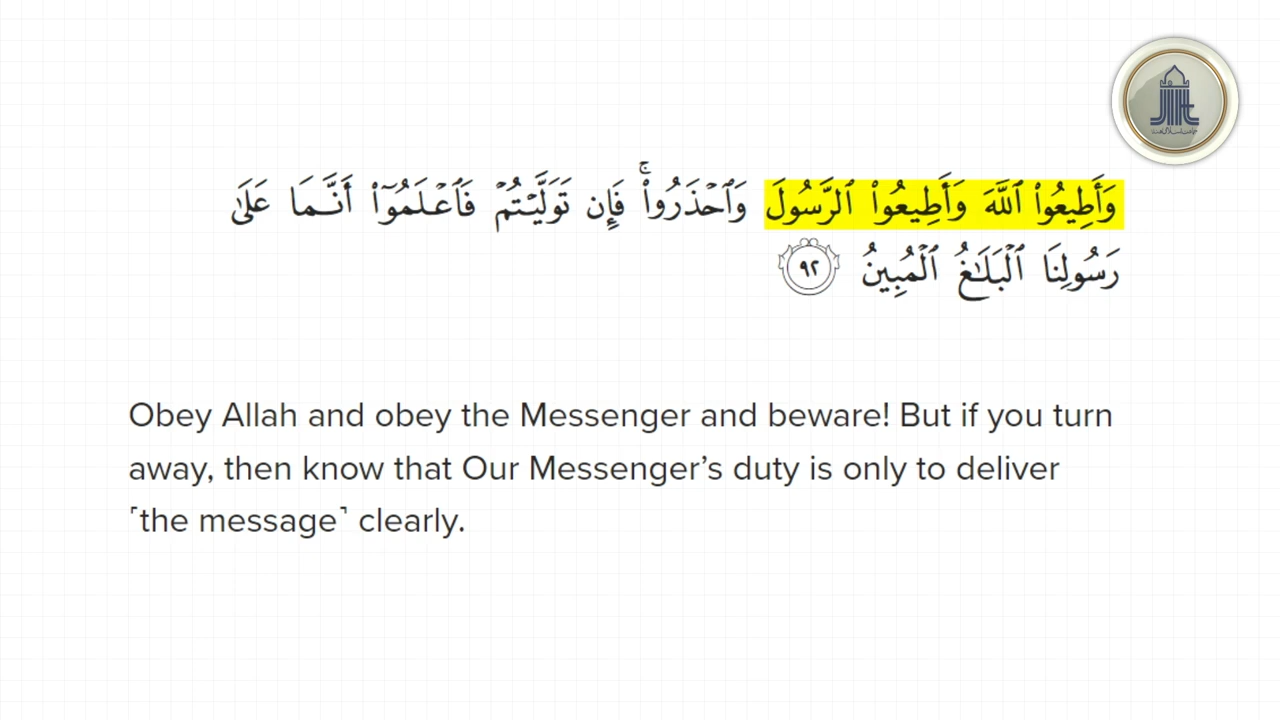 وَأَطِيعُوا۟ ٱللَّهَ وَأَطِيعُوا۟ ٱلرَّسُولَ وَٱحْذَرُوا۟ ۚ فَإِن تَوَلَّيْتُمْ فَٱعْلَمُوٓا۟ أَنَّمَا عَلَىٰ
رَسُولِنَا ٱلْبَلَـٰغُ ٱلْمُبِينُ ٩٢
Obey Allah and obey the Messenger and beware! But if you turn
away, then know that Our Messenger’s duty is only to deliver
˹the message˺ clearly.